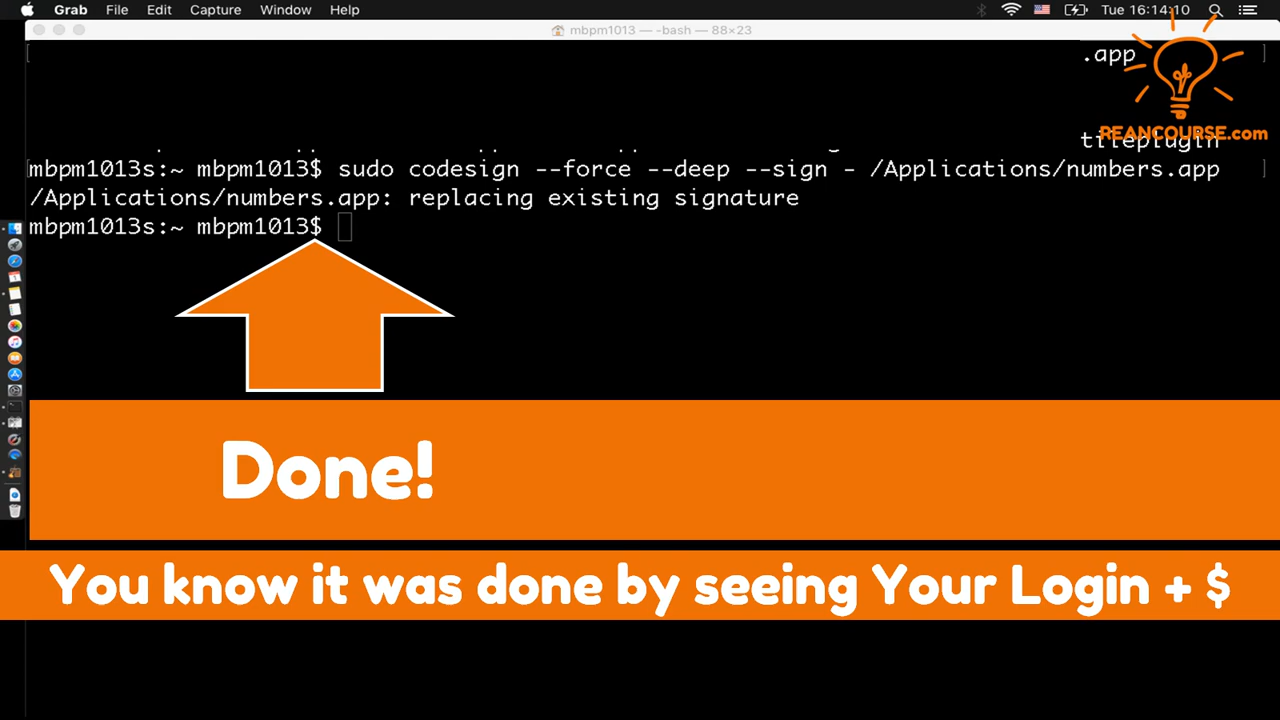 Grab File Edit Capture Window Help Tue 16:14:10
mbpm1013 — -bash — 88×23
.app
REANCOURSE.com
mbpm1013s:~ mbpm1013$ sudo codesign --force --deep --sign - /Applications/numbers.app
/Applications/numbers.app: replacing existing signature
mbpm1013s:~ mbpm1013$
Done!
You know it was done by seeing Your Login + $